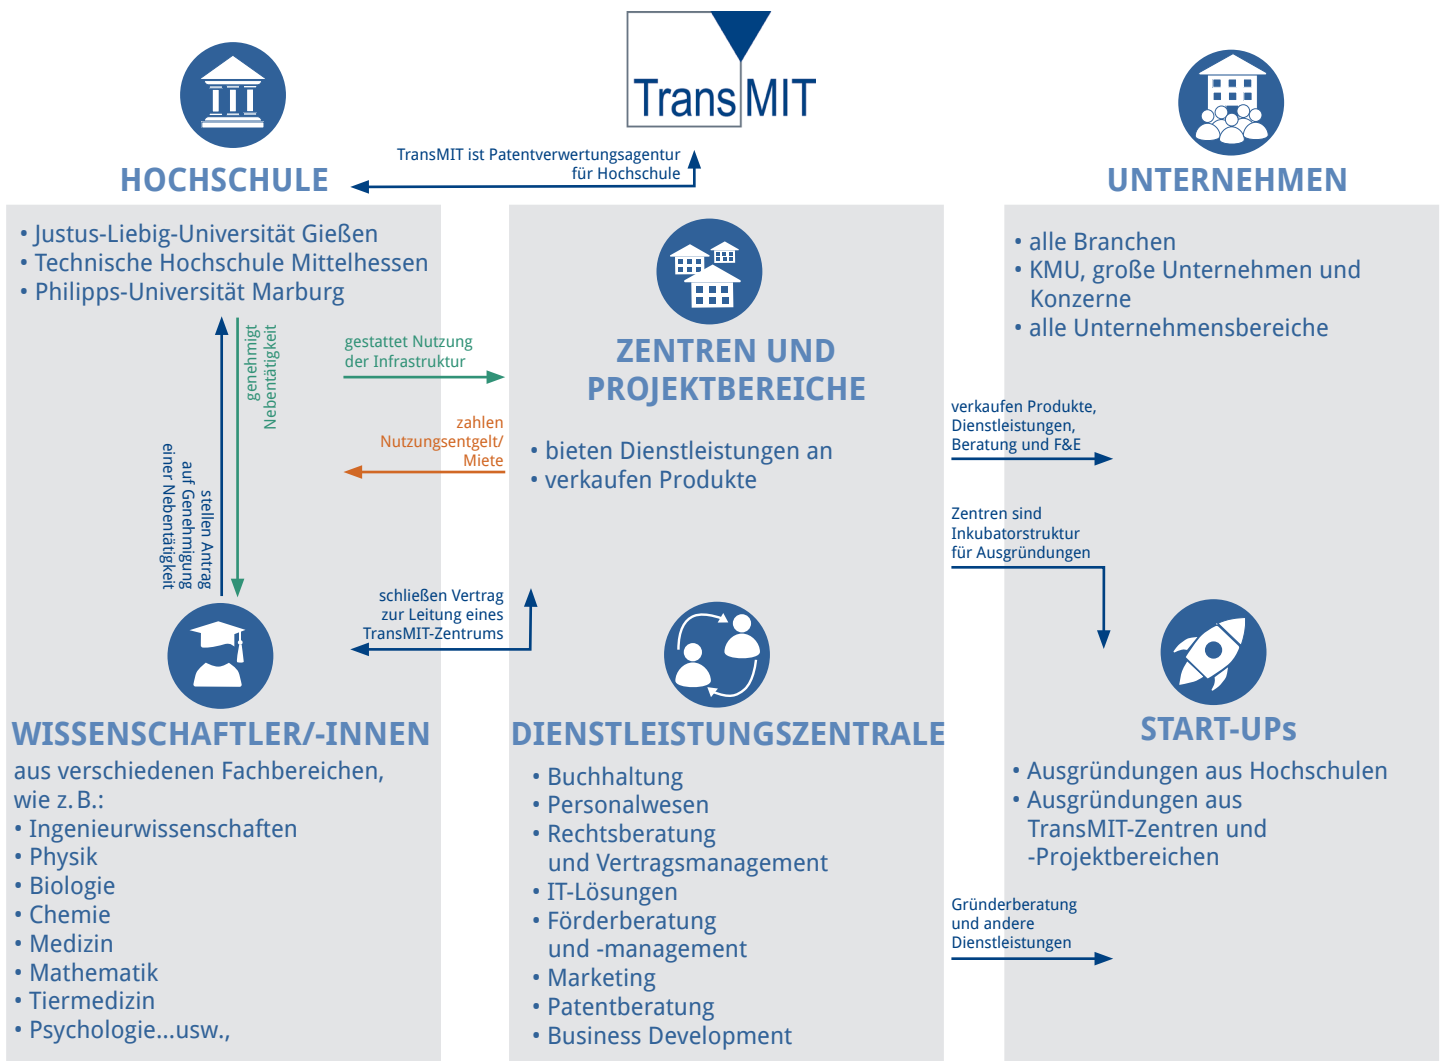 TransMIT
TransMIT ist Patentverwertungsagentur
für Hochschule
HOCHSCHULE
• Justus-Liebig-Universität Gießen
• Technische Hochschule Mittelhessen
• Philipps-Universität Marburg
genehmigt
Nebentätigkeit
stellen Antrag
auf Genehmigung
einer Nebentätigkeit
gestattet Nutzung
der Infrastruktur
zahlen
Nutzungsentgelt/
Miete
schließen Vertrag
zur Leitung eines
TransMIT-Zentrums
WISSENSCHAFTLER/-INNEN
aus verschiedenen Fachbereichen,
wie z. B.:
• Ingenieurwissenschaften
• Physik
• Biologie
• Chemie
• Medizin
• Mathematik
• Tiermedizin
• Psychologie...usw.,
ZENTREN UND
PROJEKTBEREICHE
• bieten Dienstleistungen an
• verkaufen Produkte
DIENSTLEISTUNGSZENTRALE
• Buchhaltung
• Personalwesen
• Rechtsberatung
und Vertragsmanagement
• IT-Lösungen
• Förderberatung
und -management
• Marketing
• Patentberatung
• Business Development
UNTERNEHMEN
• alle Branchen
• KMU, große Unternehmen und
Konzerne
• alle Unternehmensbereiche
verkaufen Produkte,
Dienstleistungen,
Beratung und F&E
Zentren sind
Inkubatorstruktur
für Ausgründungen
START-UPs
• Ausgründungen aus Hochschulen
• Ausgründungen aus
TransMIT-Zentren und
-Projektbereichen
Gründerberatung
und andere
Dienstleistungen